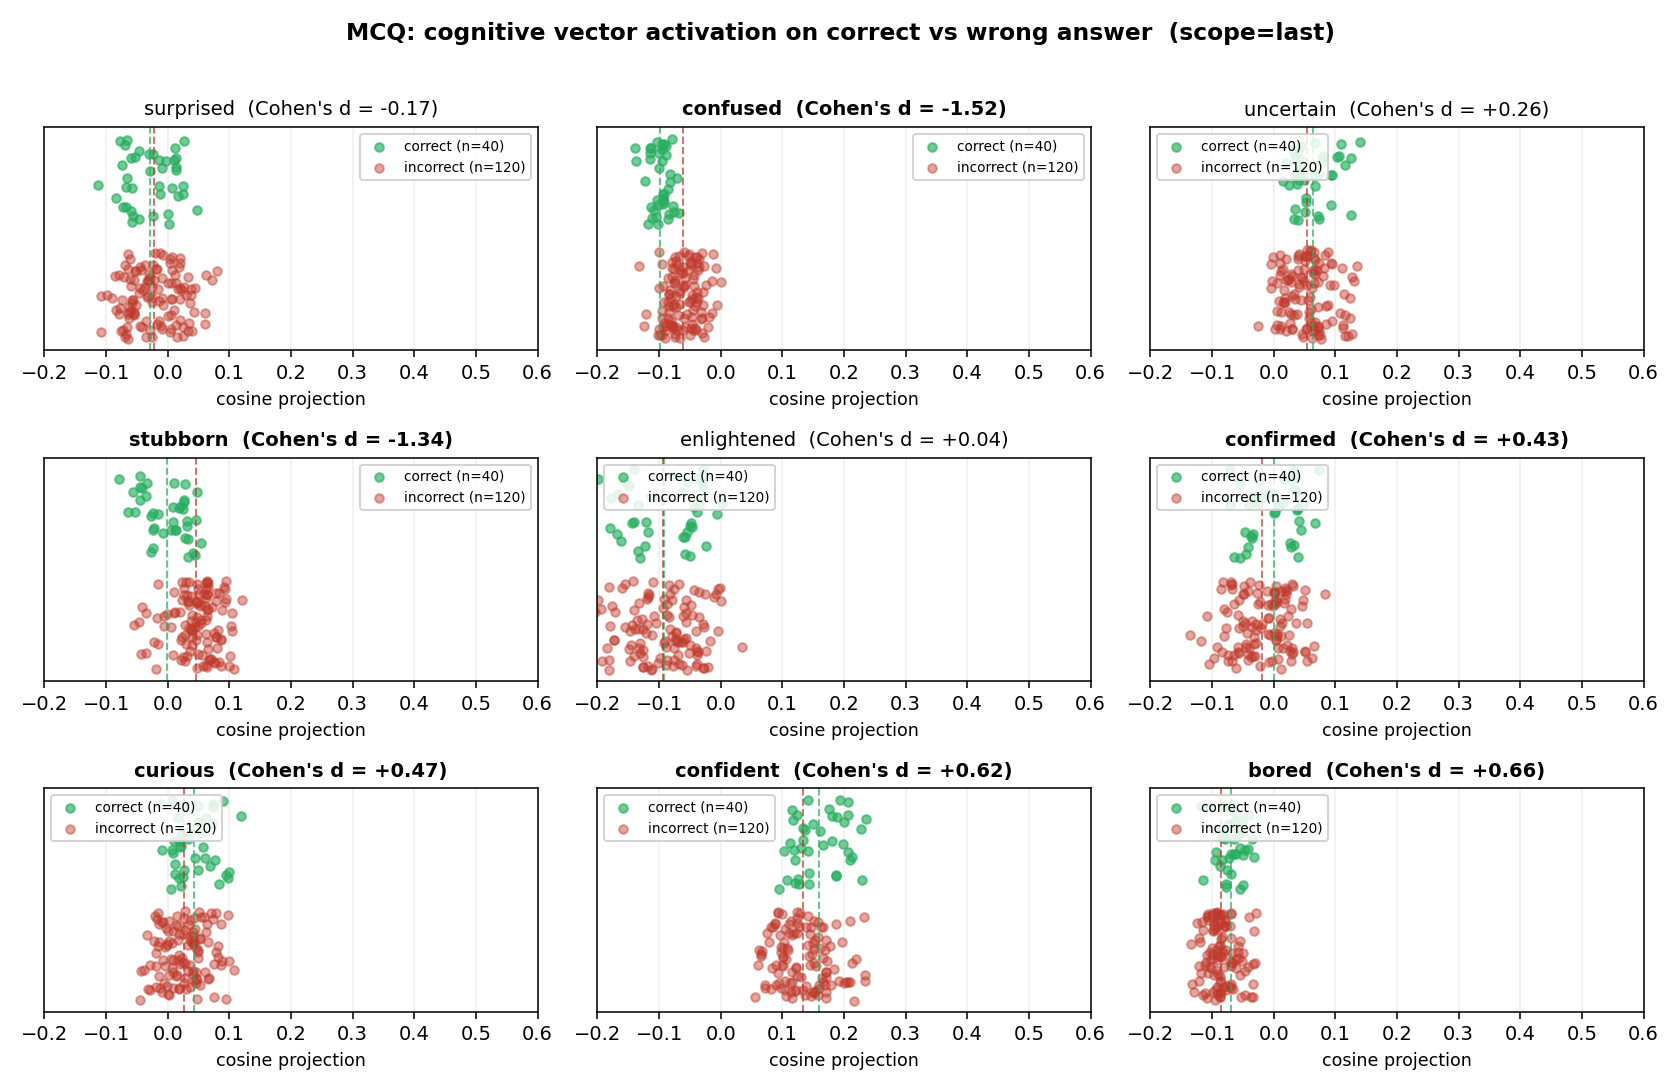 MCQ: cognitive vector activation on correct vs wrong answer  (scope=last)
surprised  (Cohen's d = -0.17)
correct (n=40)
incorrect (n=120)
−0.2 −0.1 0.0 0.1 0.2 0.3 0.4 0.5 0.6
cosine projection
confused  (Cohen's d = -1.52)
correct (n=40)
incorrect (n=120)
−0.2 −0.1 0.0 0.1 0.2 0.3 0.4 0.5 0.6
cosine projection
uncertain  (Cohen's d = +0.26)
correct (n=40)
incorrect (n=120)
−0.2 −0.1 0.0 0.1 0.2 0.3 0.4 0.5 0.6
cosine projection
stubborn  (Cohen's d = -1.34)
correct (n=40)
incorrect (n=120)
−0.2 −0.1 0.0 0.1 0.2 0.3 0.4 0.5 0.6
cosine projection
enlightened  (Cohen's d = +0.04)
correct (n=40)
incorrect (n=120)
−0.2 −0.1 0.0 0.1 0.2 0.3 0.4 0.5 0.6
cosine projection
confirmed  (Cohen's d = +0.43)
correct (n=40)
incorrect (n=120)
−0.2 −0.1 0.0 0.1 0.2 0.3 0.4 0.5 0.6
cosine projection
curious  (Cohen's d = +0.47)
correct (n=40)
incorrect (n=120)
−0.2 −0.1 0.0 0.1 0.2 0.3 0.4 0.5 0.6
cosine projection
confident  (Cohen's d = +0.62)
correct (n=40)
incorrect (n=120)
−0.2 −0.1 0.0 0.1 0.2 0.3 0.4 0.5 0.6
cosine projection
bored  (Cohen's d = +0.66)
correct (n=40)
incorrect (n=120)
−0.2 −0.1 0.0 0.1 0.2 0.3 0.4 0.5 0.6
cosine projection